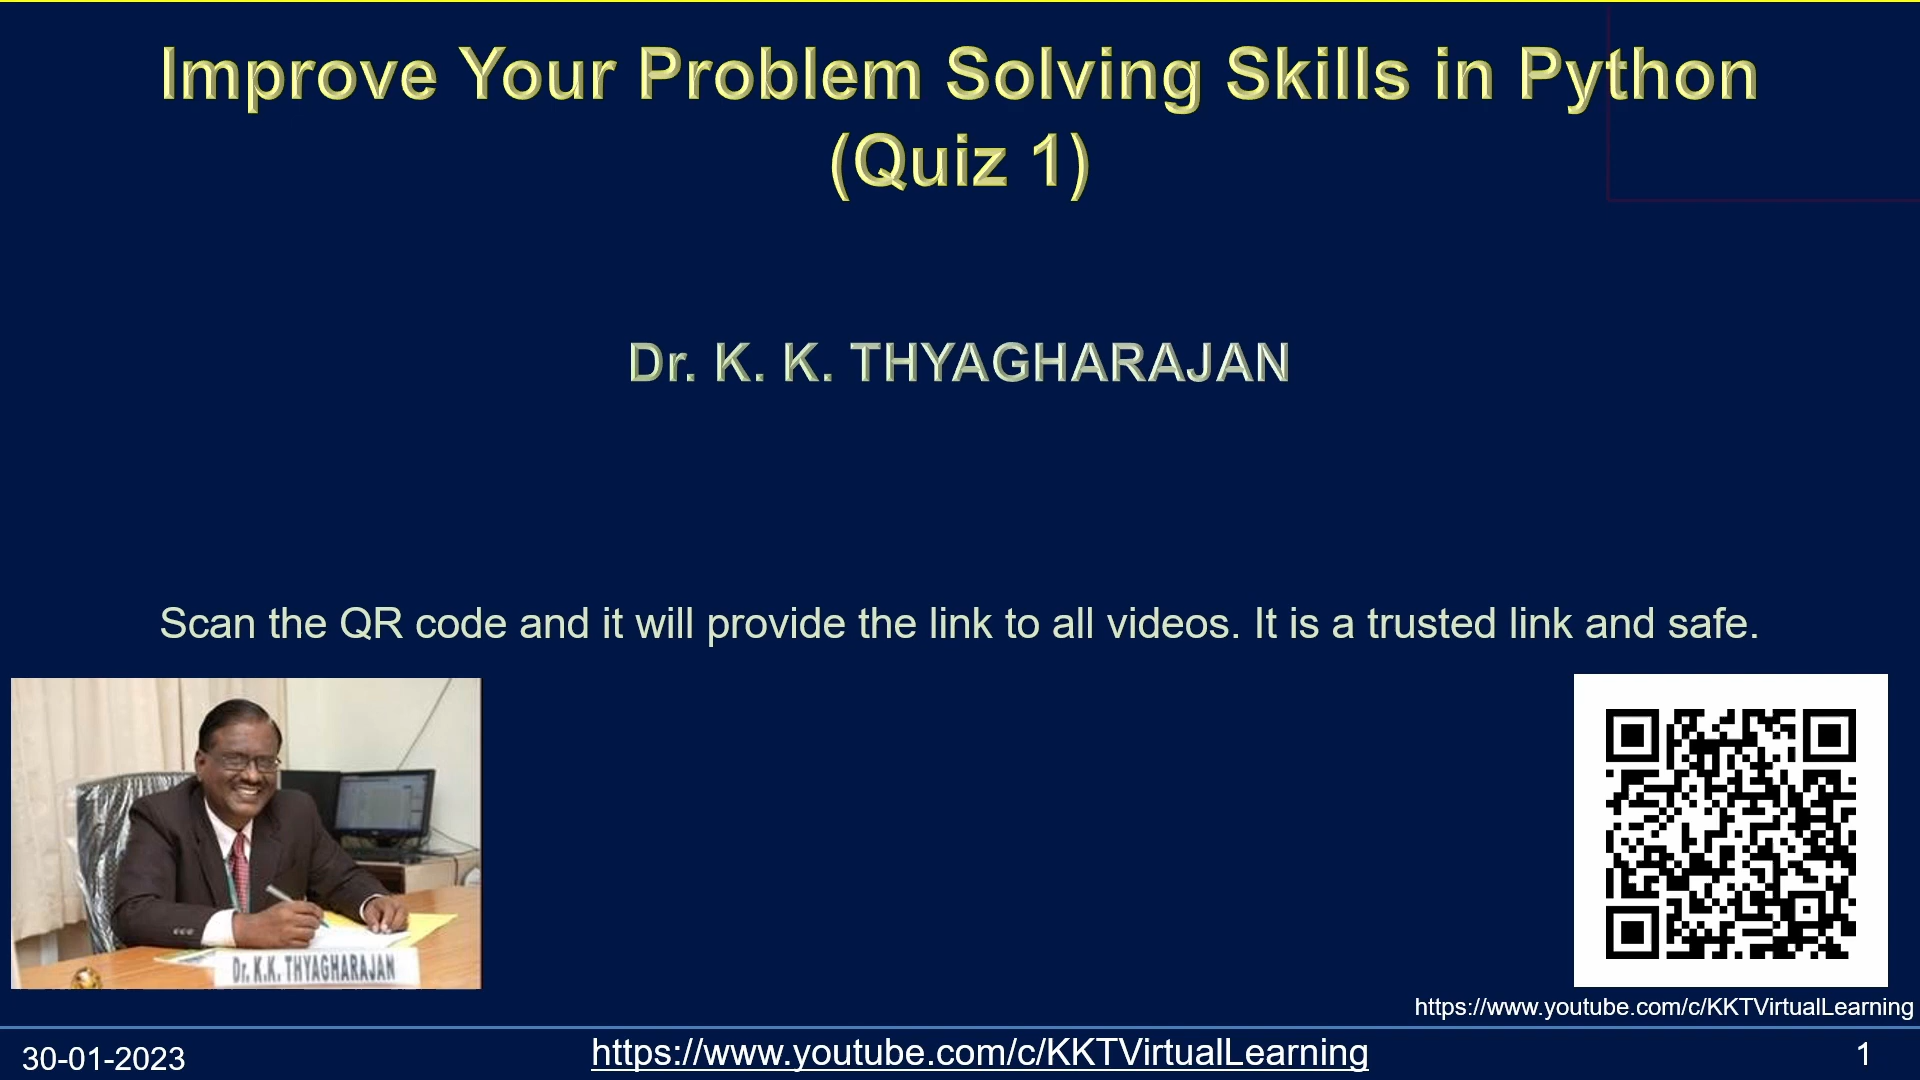 Improve Your Problem Solving Skills in Python
(Quiz 1)
Dr. K. K. THYAGHARAJAN
Scan the QR code and it will provide the link to all videos. It is a trusted link and safe.
Dr. K.K. THYAGHARAJAN
https://www.youtube.com/c/KKTVirtualLearning
30-01-2023
https://www.youtube.com/c/KKTVirtualLearning
1